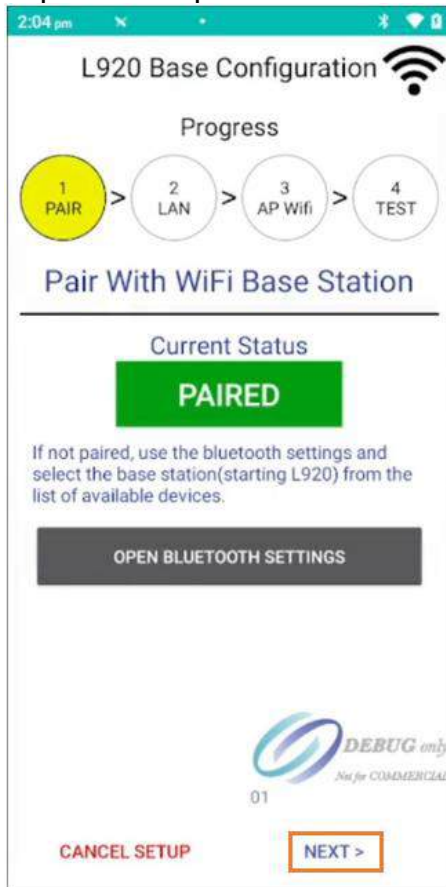 2:04 pm
L920 Base Configuration
Progress
1
PAIR
>
2
LAN
>
3
AP Wifi
>
4
TEST
Pair With WiFi Base Station
Current Status
PAIRED
If not paired, use the bluetooth settings and
select the base station(starting L920) from the
list of available devices.
OPEN BLUETOOTH SETTINGS
DEBUG only
Not for COMMERCIAL
01
CANCEL SETUP
NEXT >